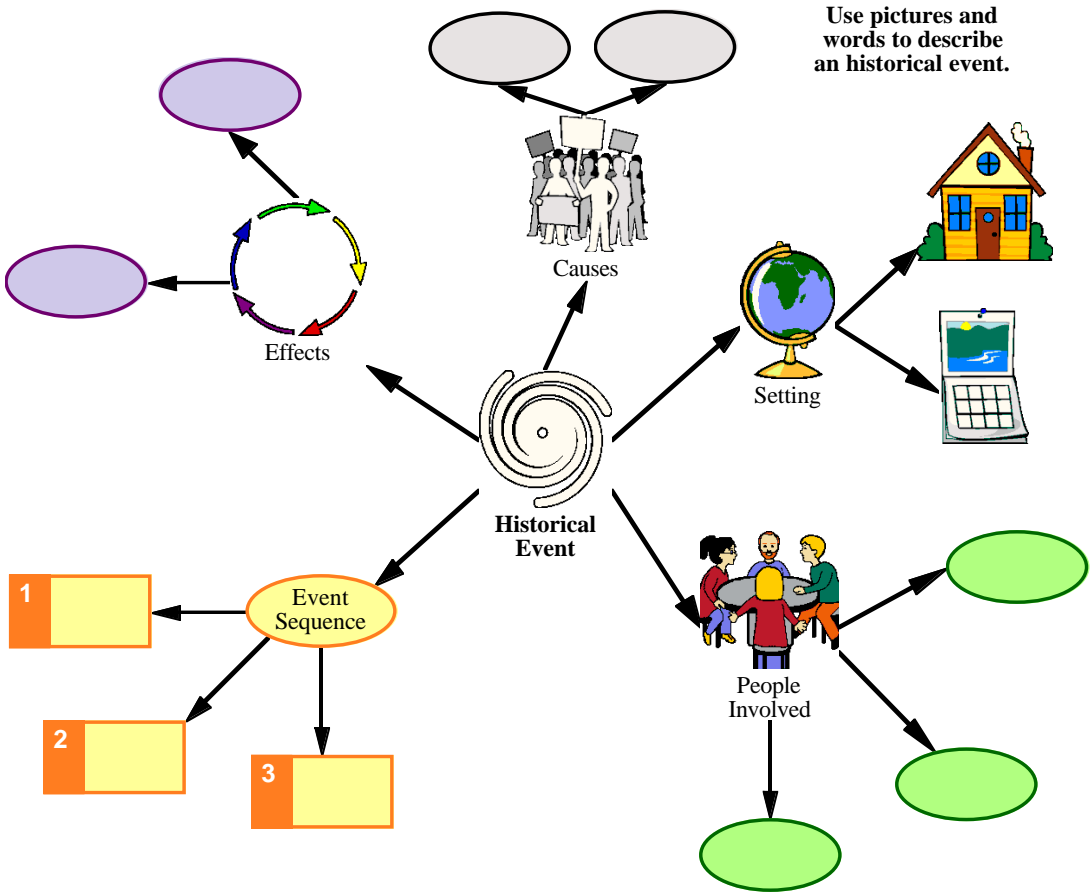 Use pictures and
words to describe
an historical event.
Causes
Effects
Setting
Historical
Event
Event
Sequence
1
2
3
People
Involved